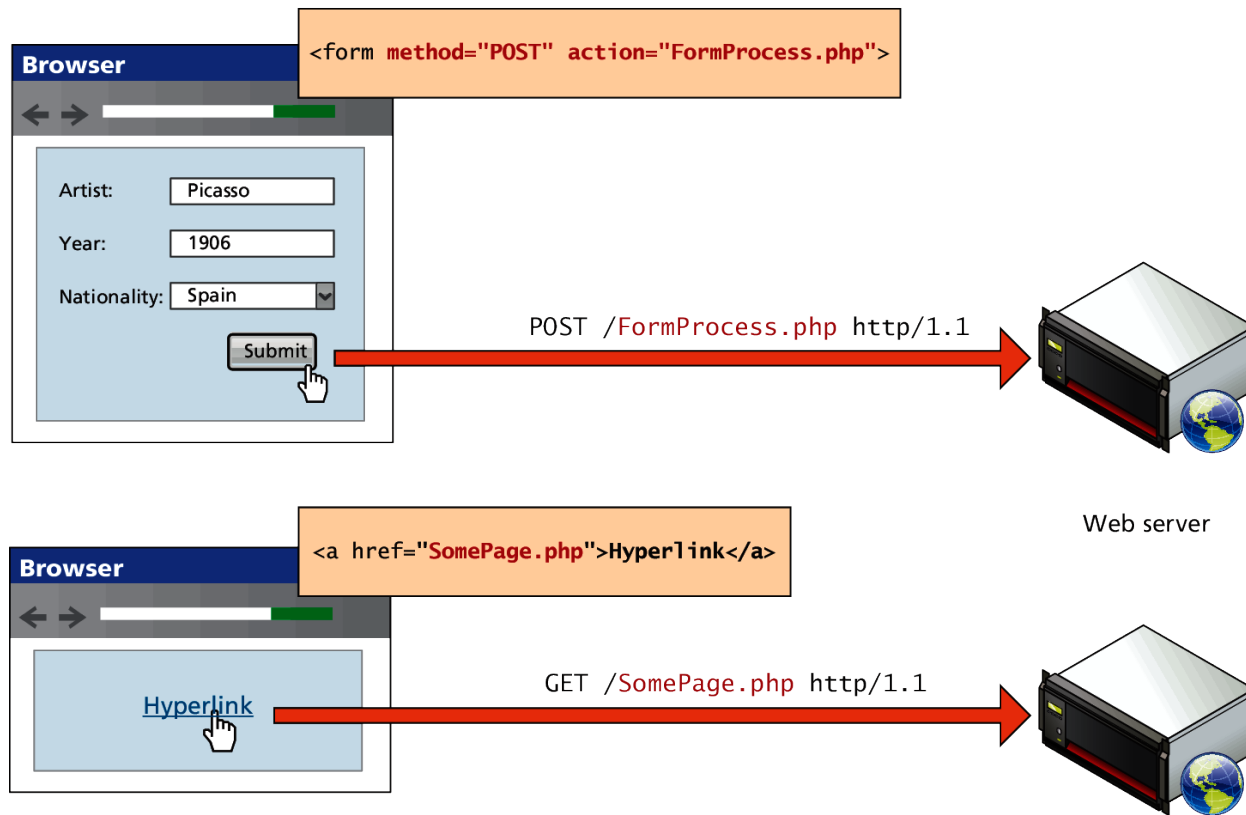 <form method="POST" action="FormProcess.php">
Browser
Artist: Picasso
Year: 1906
Nationality: Spain
Submit
POST /FormProcess.php http/1.1
Web server
<a href="SomePage.php">Hyperlink</a>
Browser
Hyperlink
GET /SomePage.php http/1.1